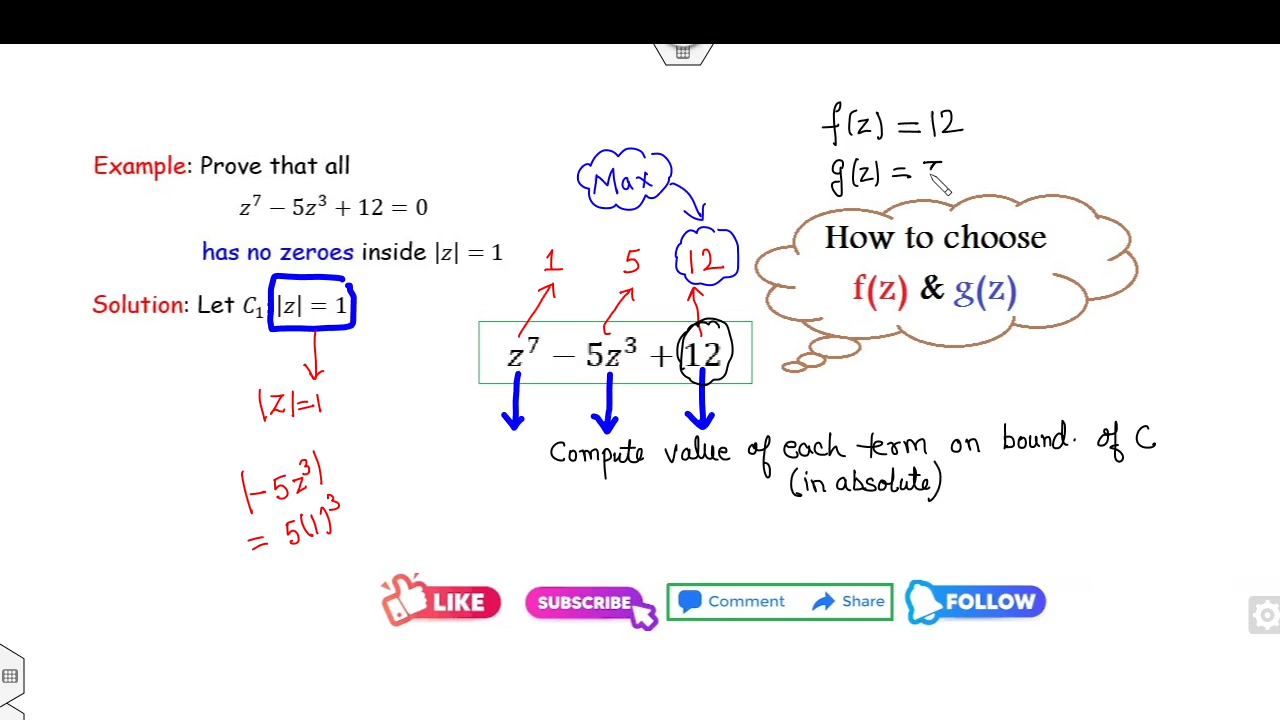 f(z) = 12
g(z) =
Example: Prove that all
z⁷ − 5z³ + 12 = 0
has no zeroes inside |z| = 1
Solution: Let C₁ |z| = 1
Max
1 5 12
z⁷ − 5z³ + 12
How to choose
f(z) & g(z)
|z|=1
Compute value of each term on bound. of C
(in absolute)
|−5z³|
= 5(1)³
LIKE SUBSCRIBE Comment Share FOLLOW